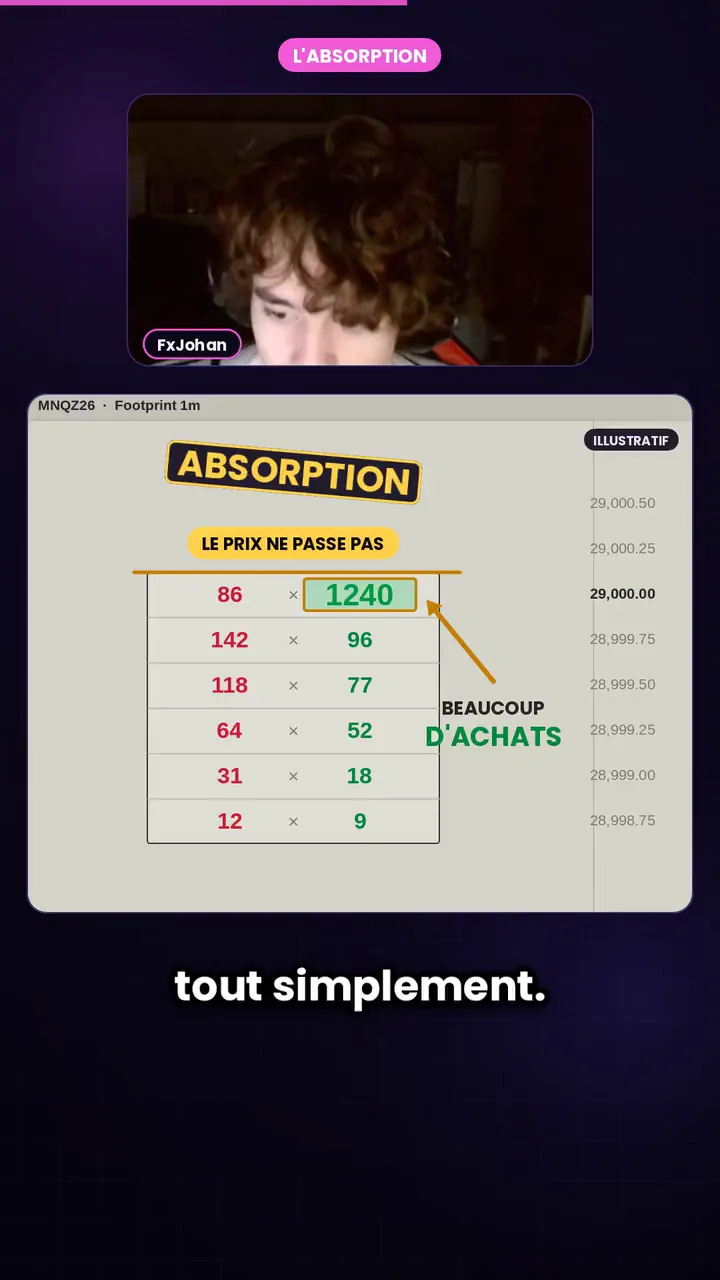 L'ABSORPTION
FxJohan
MNQZ26 · Footprint 1m
ILLUSTRATIF
ABSORPTION
LE PRIX NE PASSE PAS
29,000.50
29,000.25
86 × 1240 29,000.00
142 × 96 28,999.75
118 × 77 28,999.50
BEAUCOUP
D'ACHATS
64 × 52 28,999.25
31 × 18 28,999.00
12 × 9 28,998.75
tout simplement.